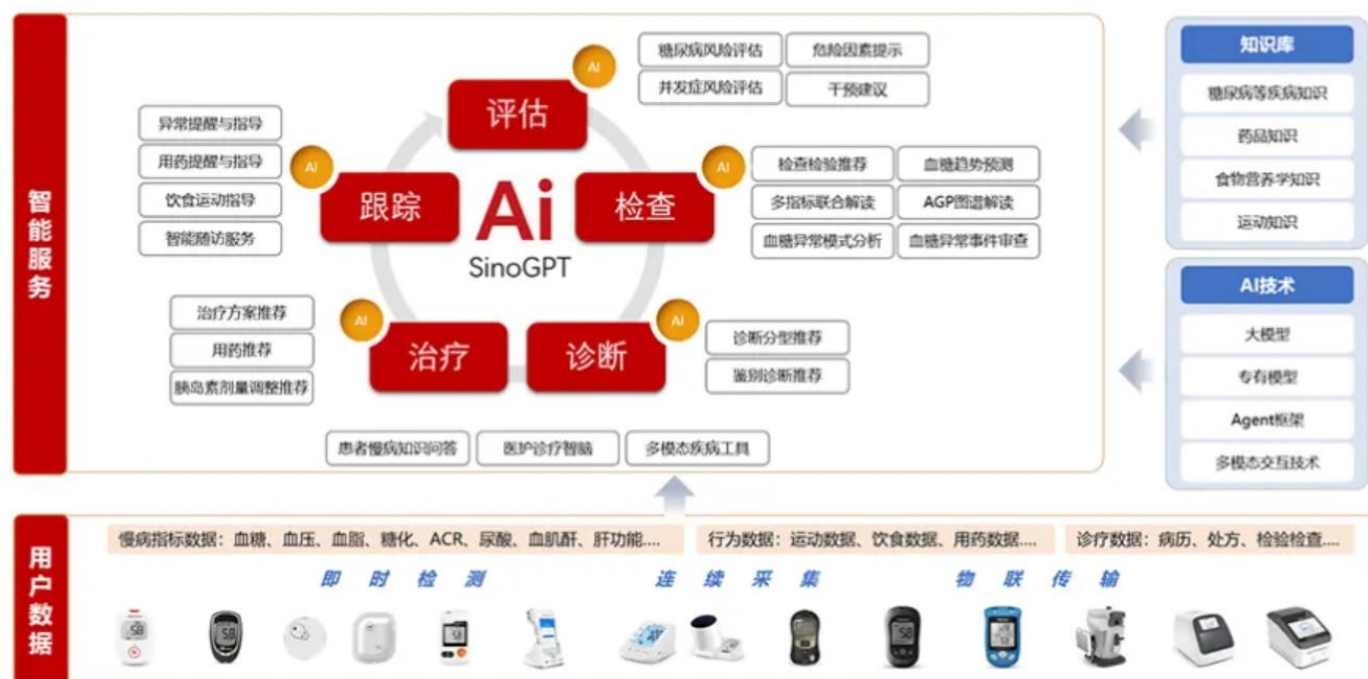 智能服务
评估
AI
糖尿病风险评估
危险因素提示
并发症风险评估
干预建议
异常提醒与指导
用药提醒与指导
饮食运动指导
智能随访服务
AI
跟踪
Ai
SinoGPT
检查
AI
检查检验推荐
血糖趋势预测
多指标联合解读
AGP图谱解读
血糖异常模式分析
血糖异常事件审查
治疗方案推荐
用药推荐
胰岛素剂量调整推荐
AI
治疗
诊断
AI
诊断分型推荐
鉴别诊断推荐
患者慢病知识问答
医护诊疗智脑
多模态疾病工具
知识库
糖尿病等疾病知识
药品知识
食物营养学知识
运动知识
AI技术
大模型
专有模型
Agent框架
多模态交互技术
用户数据
慢病指标数据：血糖、血压、血脂、糖化、ACR、尿酸、血肌酐、肝功能....
行为数据：运动数据、饮食数据、用药数据....
诊疗数据：病历、处方、检验检查....
即时检测
连续采集
物联传输